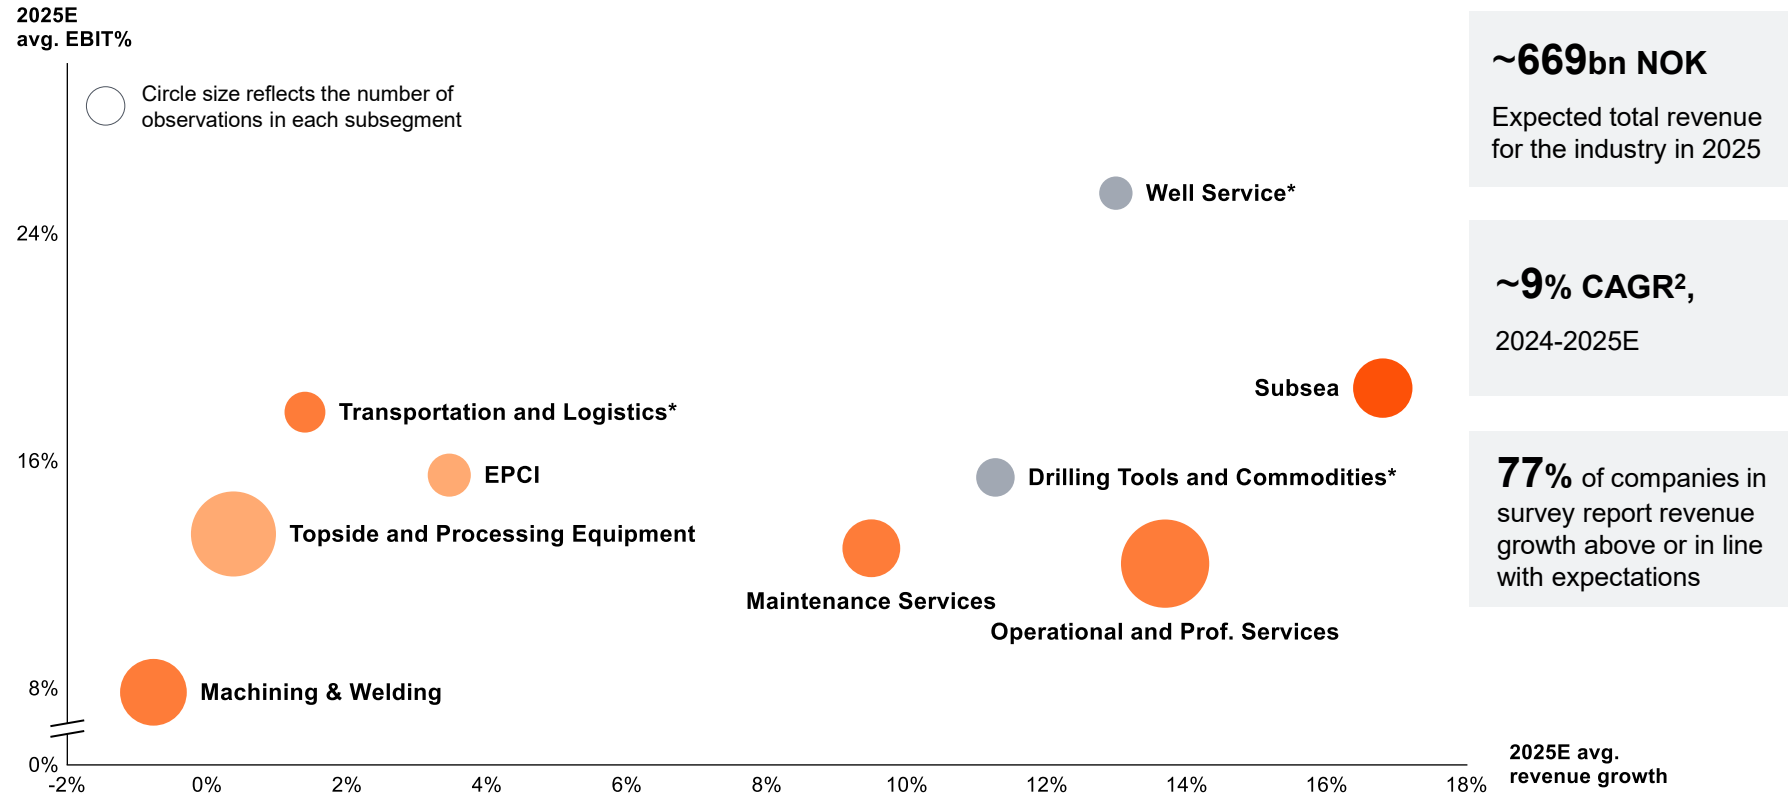 2025E
avg. EBIT%
Circle size reflects the number of
observations in each subsegment
24%
16%
8%
0%
Well Service*
Subsea
Transportation and Logistics*
EPCI
Drilling Tools and Commodities*
Topside and Processing Equipment
Maintenance Services
Operational and Prof. Services
Machining & Welding
-2% 0% 2% 4% 6% 8% 10% 12% 14% 16% 18%
2025E avg.
revenue growth
~669bn NOK
Expected total revenue
for the industry in 2025
~9% CAGR²,
2024-2025E
77% of companies in
survey report revenue
growth above or in line
with expectations